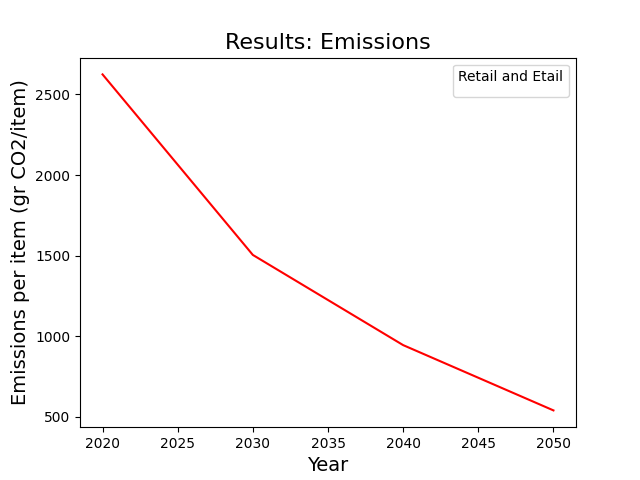 Results: Emissions
Retail and Etail
Emissions per item (gr CO2/item)
2500
2000
1500
1000
500
2020 2025 2030 2035 2040 2045 2050
Year